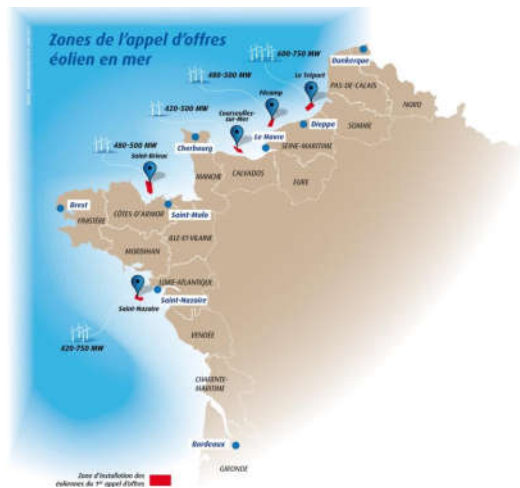 Zones de l'appel d'offres
éolien en mer
600-750 MW
Dunkerque
480-500 MW
Le Tréport
PAS-DE-CALAIS
NORD
Fécamp
420-500 MW
Courseulles-
sur-Mer
Dieppe
SOMME
480-500 MW
Cherbourg
Le Havre
SEINE-MARITIME
Saint-Brieuc
MANCHE
CALVADOS
EURE
Brest
FINISTÈRE
CÔTES-D'ARMOR
Saint-Malo
ILLE-ET-VILAINE
MORBIHAN
LOIRE-ATLANTIQUE
Saint-Nazaire
Saint-Nazaire
420-750 MW
VENDÉE
CHARENTE-
MARITIME
Bordeaux
GIRONDE
Zone d'installation des
éoliennes du 1er appel d'offres